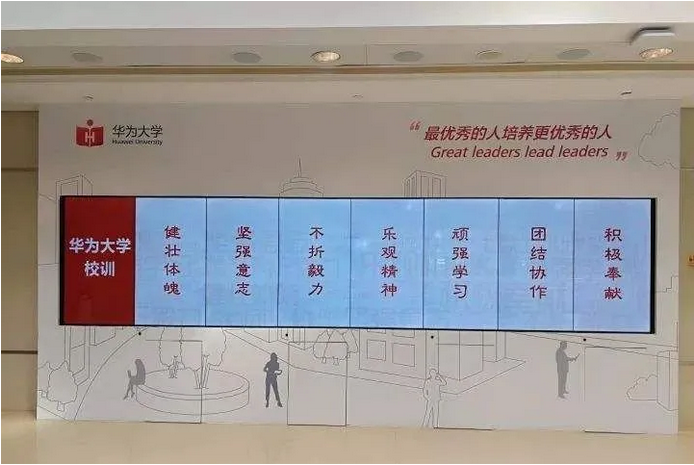 华为大学
Huawei University
“最优秀的人培养更优秀的人
Great leaders lead leaders”
华为大学
校训
健壮体魄
坚强意志
不折毅力
乐观精神
顽强学习
团结协作
积极奉献